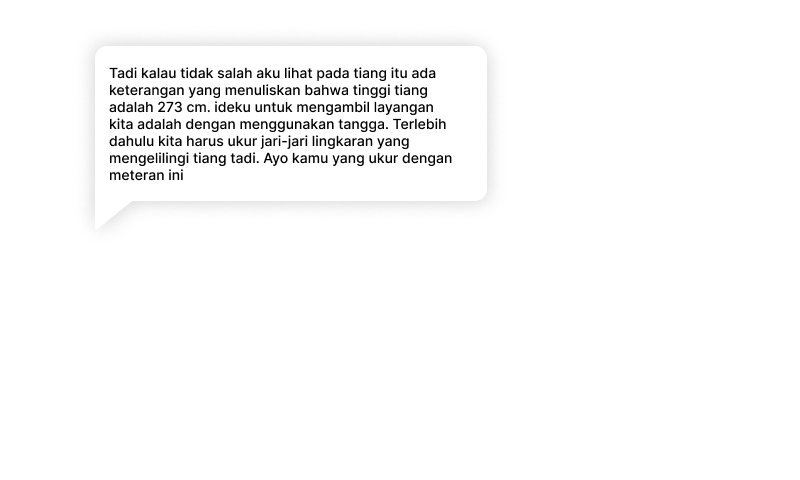 Tadi kalau tidak salah aku lihat pada tiang itu ada
keterangan yang menuliskan bahwa tinggi tiang
adalah 273 cm. ideku untuk mengambil layangan
kita adalah dengan menggunakan tangga. Terlebih
dahulu kita harus ukur jari-jari lingkaran yang
mengelilingi tiang tadi. Ayo kamu yang ukur dengan
meteran ini